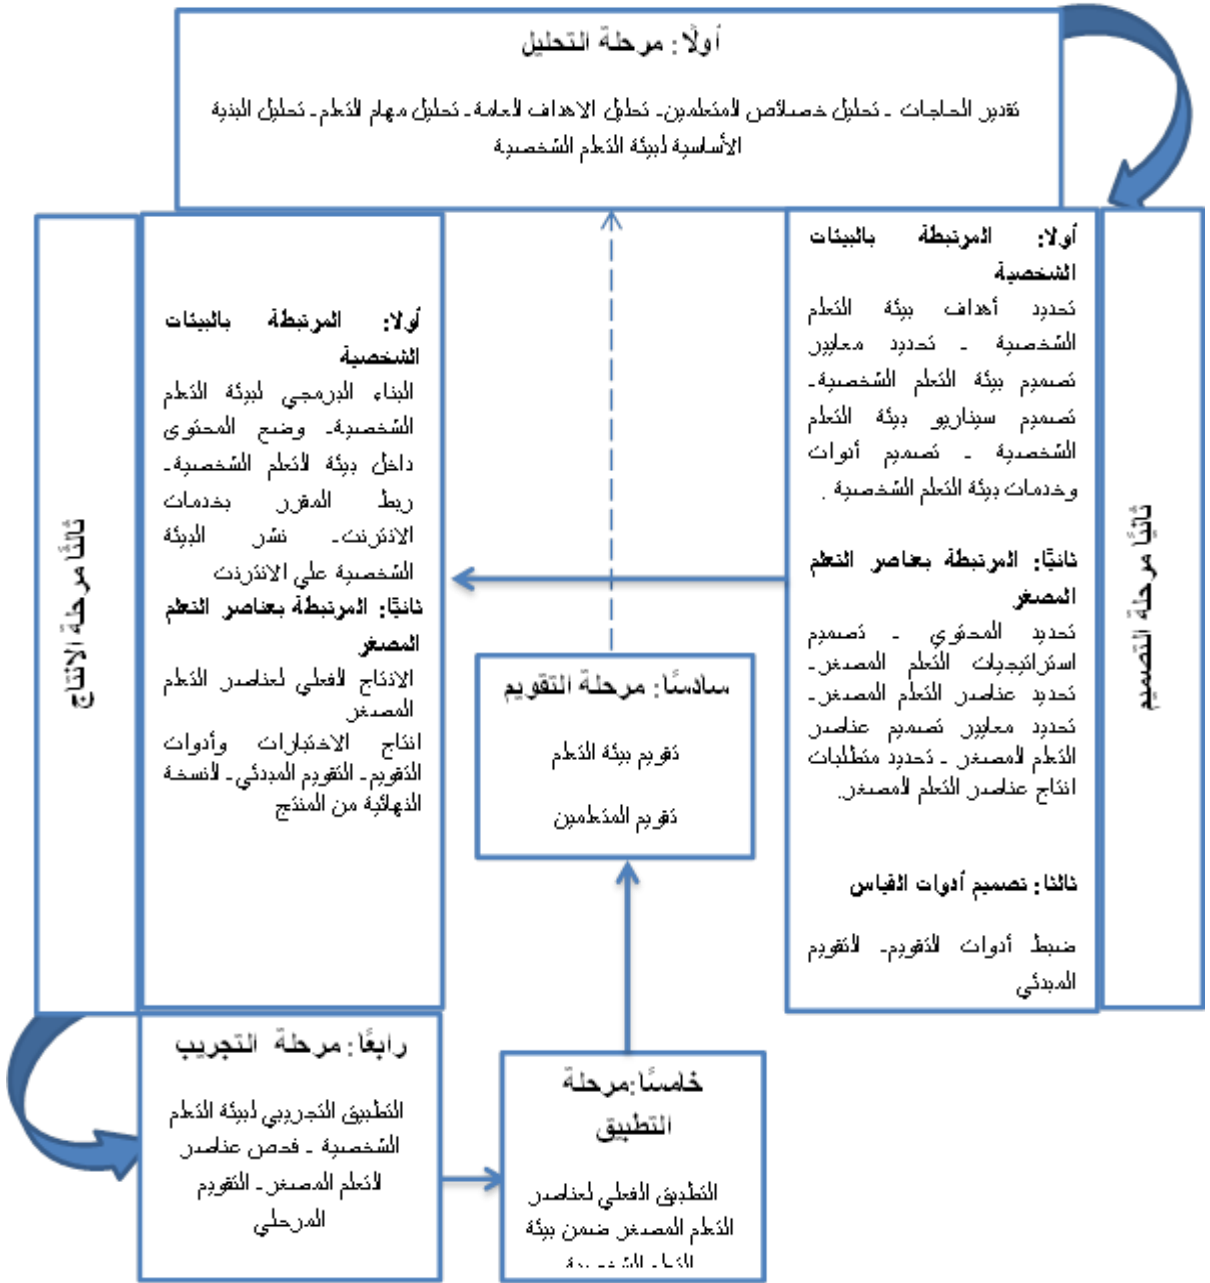 أولًا: مرحلة التحليل
تقدير الحاجات - تحليل خصائص المتعلمين- تحليل الاهداف العامة- تحليل مهام التعلم- تحليل البنية
الأساسية لبيئة التعلم الشخصية
ثانيًا مرحلة التصميم
أولا: المرتبطة بالبيئات
الشخصية
تحديد أهداف بيئة التعلم
الشخصية - تحديد معايير
تصميم بيئة التعلم الشخصية-
تصميم سيناريو بيئة التعلم
الشخصية - تصميم أدوات
وخدمات بيئة التعلم الشخصية .
ثانيًا: المرتبطة بعناصر التعلم
المصغر
تحديد المحتوي - تصميم
استراتيجيات التعلم المصغر-
تحديد عناصر التعلم المصغر-
تحديد معايير تصميم عناصر
التعلم المصغر - تحديد متطلبات
انتاج عناصر التعلم المصغر.
ثالثا: تصميم أدوات القياس
ضبط أدوات التقويم- التقويم
المبدئي
ثالثًا مرحلة الانتاج
أولا: المرتبطة بالبيئات
الشخصية
البناء البرمجي لبيئة التعلم
الشخصية- وضع المحتوى
داخل بيئة التعلم الشخصية-
ربط المقرر بخدمات
الانترنت- نشر البيئة
الشخصية علي الانترنت
ثانيًا: المرتبطة بعناصر التعلم
المصغر
الانتاج الفعلي لعناصر التعلم
المصغر
انتاج الاختبارات وأدوات
التقويم- التقويم المبدئي- النسخة
النهائية من المنتج
رابعًا: مرحلة التجريب
التطبيق التجريبي لبيئة التعلم
الشخصية - فحص عناصر
التعلم المصغر- التقويم
المرحلي
خامسًا:مرحلة
التطبيق
التطبيق الفعلي لعناصر
التعلم المصغر ضمن بيئة
التعلم الشخصية
سادسًا: مرحلة التقويم
تقويم بيئة التعلم
تقويم المتعلمين